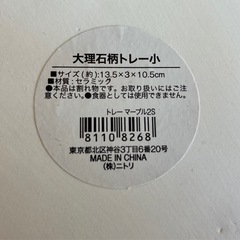 大理石柄トレー小
■サイズ(約):13.5×3×10.5cm
■材質:セラミック
●本品は割れ物です。お取り扱いにはご注
意ください。●食器としては使用できません。
トレー マーブル2S
8110 8268
東京都北区神谷3丁目6番20号
MADE IN CHINA
(株)ニトリ